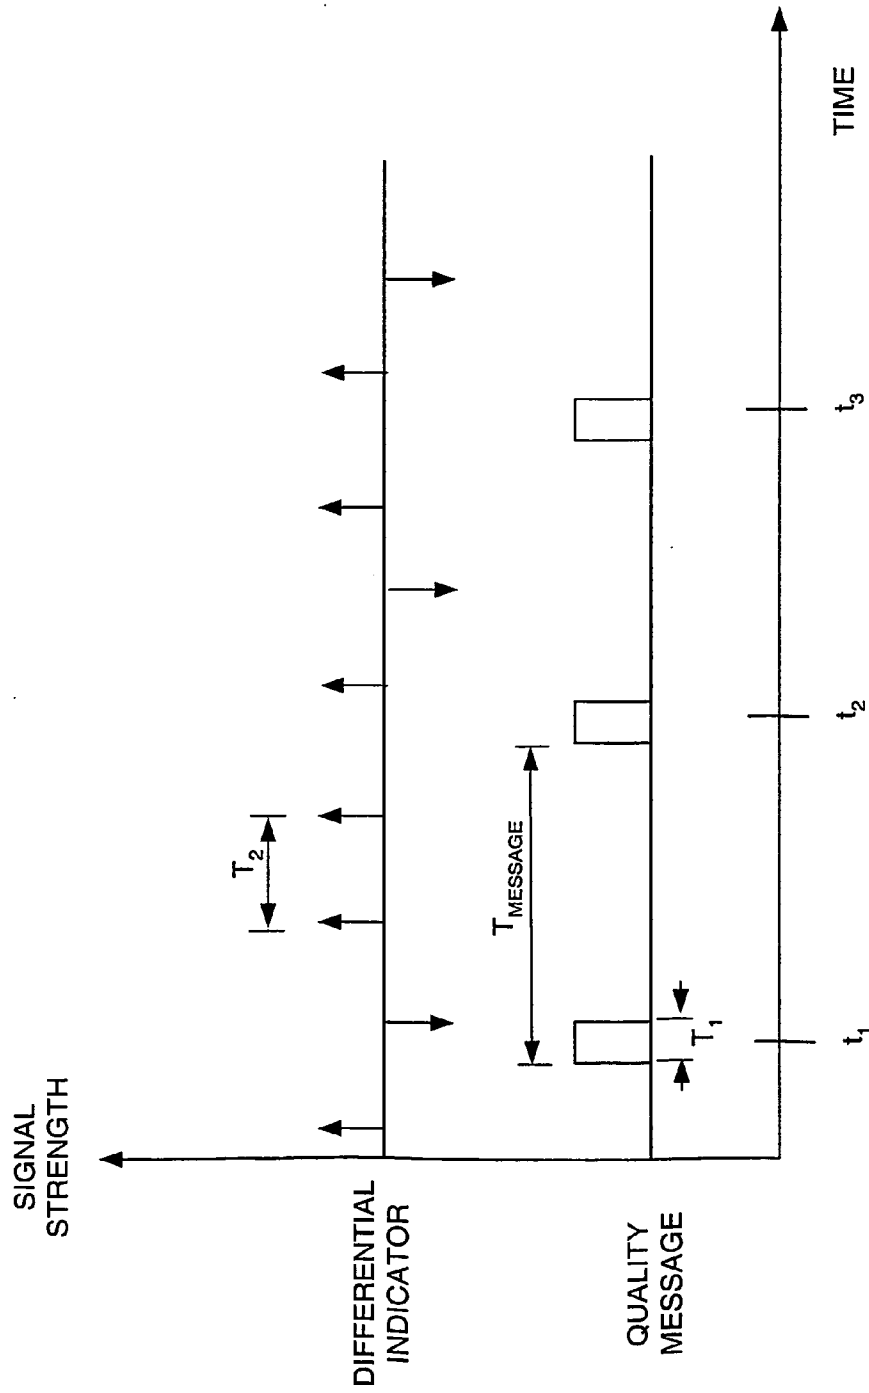 SIGNAL
STRENGTH
DIFFERENTIAL
INDICATOR
T2
TMESSAGE
QUALITY
MESSAGE
T1
t1
t2
t3
TIME